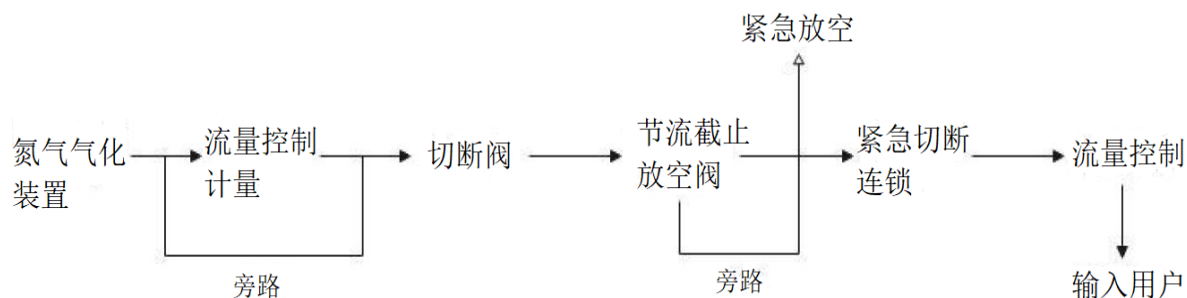 紧急放空
氮气气化
装置
流量控制
计量
切断阀
节流截止
放空阀
紧急切断
连锁
流量控制
旁路
旁路
输入用户